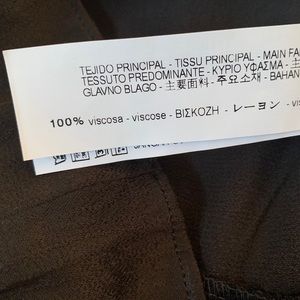 TEJIDO PRINCIPAL - TISSU PRINCIPAL - MAIN FA
TESSUTO PREDOMINANTE - ΚΥΡΙΟ ΥΦΑΣΜΑ -
GLAVNO BLAGO - 主要面料 - 주요소재 - BAHAN
100% viscosa - viscose - ΒΙΣΚΟΖΗ - レーヨン - vis